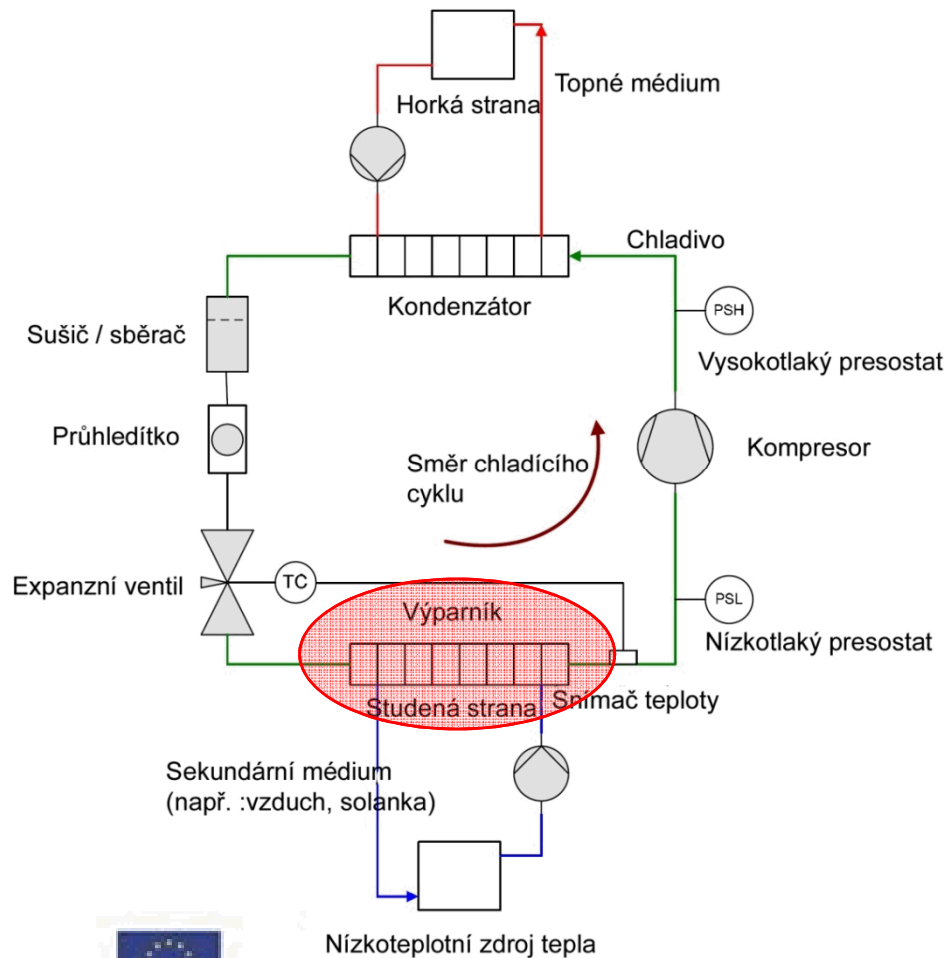 Horká strana
Topné médium
Chladivo
Kondenzátor
PSH
Vysokotlaký presostat
Sušič / sběrač
Průhledítko
Kompresor
Směr chladícího
cyklu
Expanzní ventil
TC
Výparník
PSL
Nízkotlaký presostat
Studená strana
Snímač teploty
Sekundární médium
(např. :vzduch, solanka)
Nízkoteplotní zdroj tepla